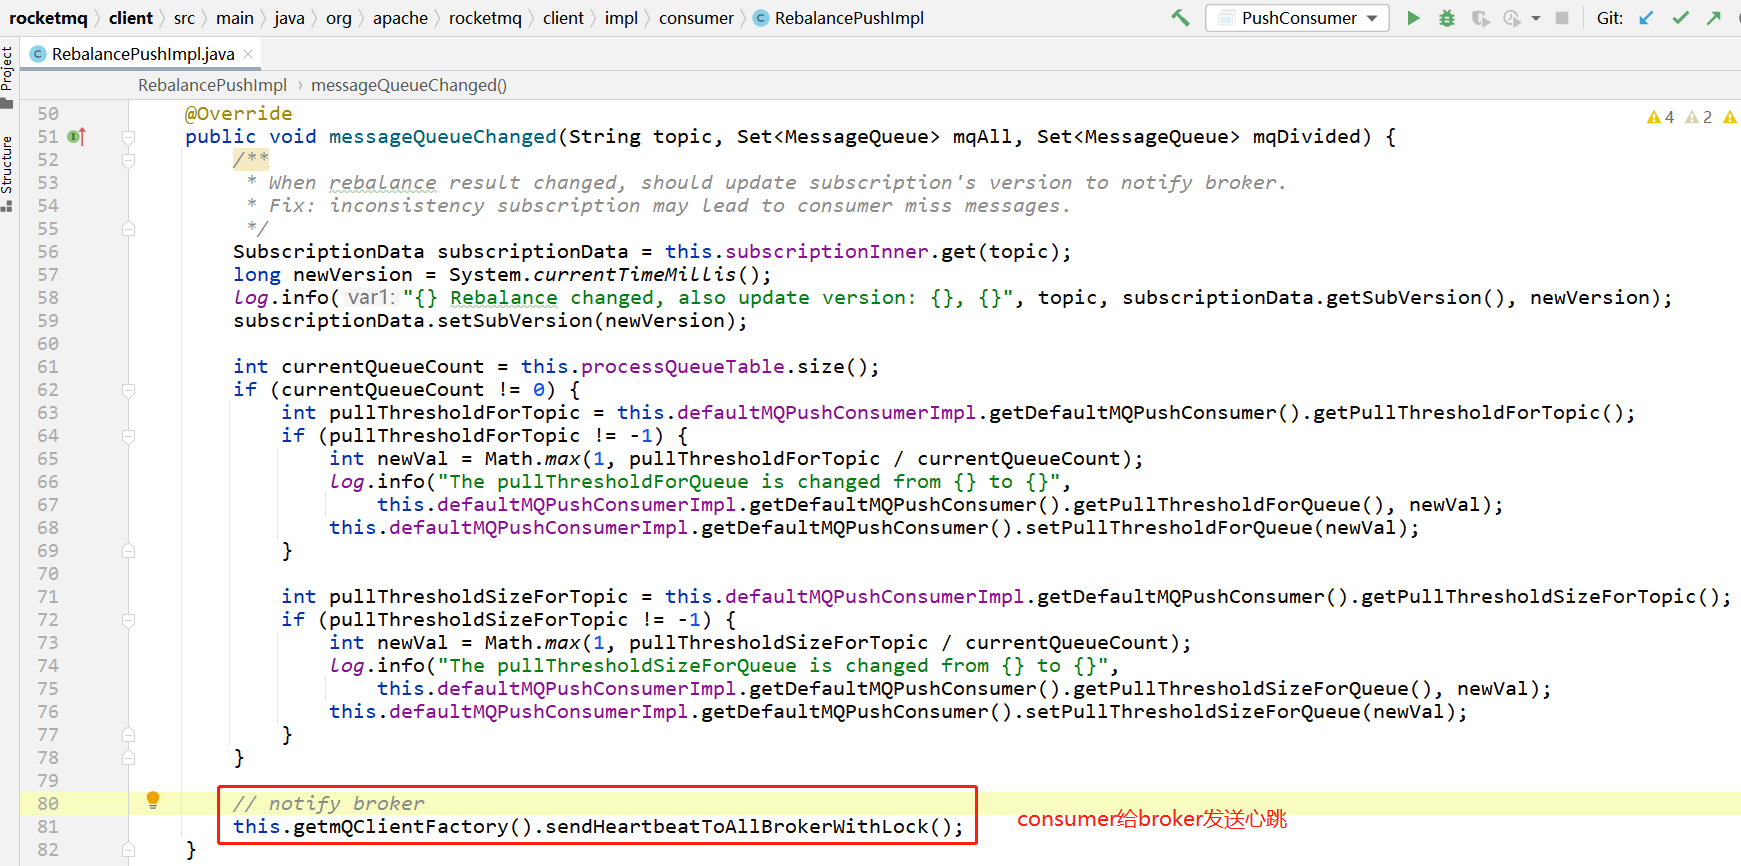 rocketmq client src main java org apache rocketmq client impl consumer RebalancePushImpl PushConsumer Git:
RebalancePushImpl.java
RebalancePushImpl messageQueueChanged()
Project
Structure
4 2
50 @Override
51 public void messageQueueChanged(String topic, Set<MessageQueue> mqAll, Set<MessageQueue> mqDivided) {
52 /**
53 * When rebalance result changed, should update subscription's version to notify broker.
54 * Fix: inconsistency subscription may lead to consumer miss messages.
55 */
56 SubscriptionData subscriptionData = this.subscriptionInner.get(topic);
57 long newVersion = System.currentTimeMillis();
58 log.info( var1: "{} Rebalance changed, also update version: {}, {}", topic, subscriptionData.getSubVersion(), newVersion);
59 subscriptionData.setSubVersion(newVersion);
60
61 int currentQueueCount = this.processQueueTable.size();
62 if (currentQueueCount != 0) {
63 int pullThresholdForTopic = this.defaultMQPushConsumerImpl.getDefaultMQPushConsumer().getPullThresholdForTopic();
64 if (pullThresholdForTopic != -1) {
65 int newVal = Math.max(1, pullThresholdForTopic / currentQueueCount);
66 log.info("The pullThresholdForQueue is changed from {} to {}",
67 this.defaultMQPushConsumerImpl.getDefaultMQPushConsumer().getPullThresholdForQueue(), newVal);
68 this.defaultMQPushConsumerImpl.getDefaultMQPushConsumer().setPullThresholdForQueue(newVal);
69 }
70
71 int pullThresholdSizeForTopic = this.defaultMQPushConsumerImpl.getDefaultMQPushConsumer().getPullThresholdSizeForTopic();
72 if (pullThresholdSizeForTopic != -1) {
73 int newVal = Math.max(1, pullThresholdSizeForTopic / currentQueueCount);
74 log.info("The pullThresholdSizeForQueue is changed from {} to {}",
75 this.defaultMQPushConsumerImpl.getDefaultMQPushConsumer().getPullThresholdSizeForQueue(), newVal);
76 this.defaultMQPushConsumerImpl.getDefaultMQPushConsumer().setPullThresholdSizeForQueue(newVal);
77 }
78 }
79
80 // notify broker
81 this.getmQClientFactory().sendHeartbeatToAllBrokerWithLock(); consumer给broker发送心跳
82 }